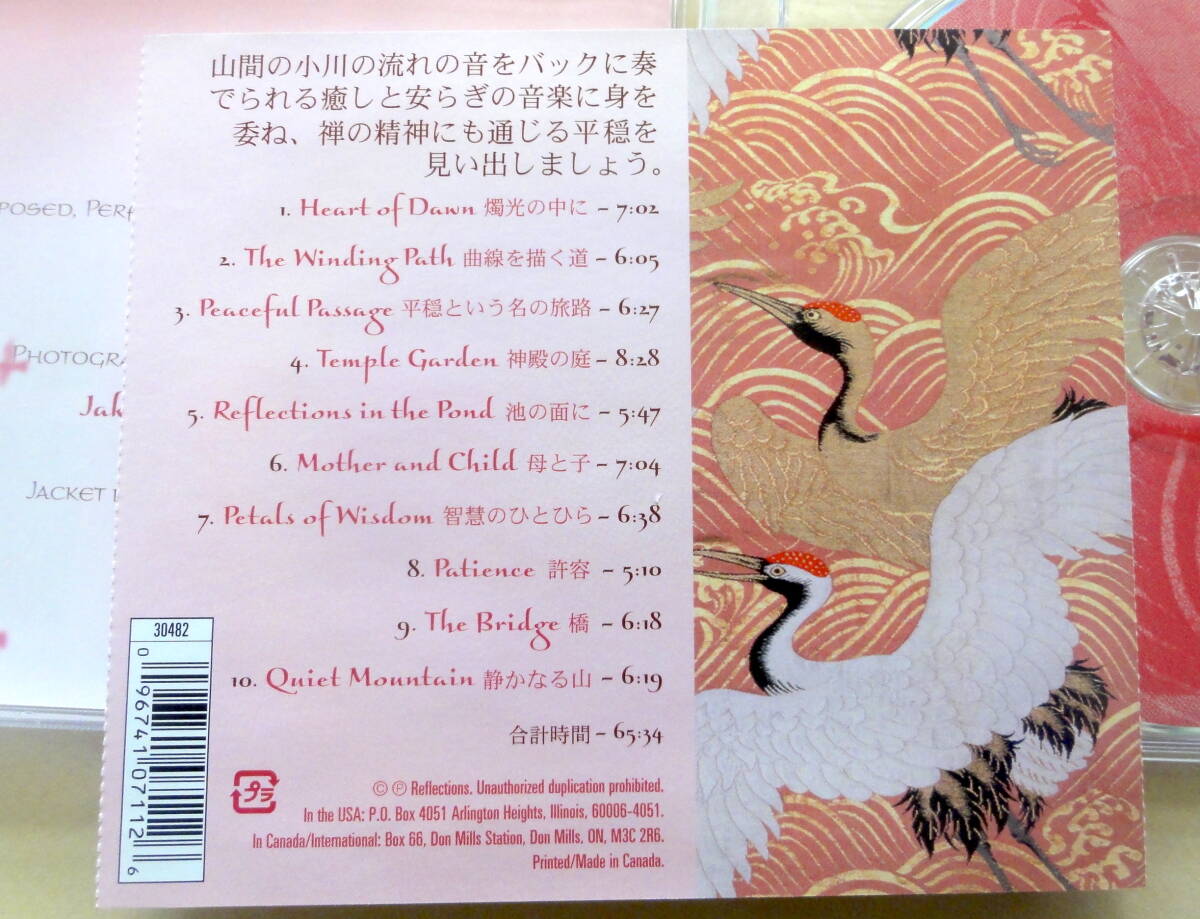 山間の小川の流れの音をバックに奏
でられる癒しと安らぎの音楽に身を
委ね、禅の精神にも通じる平穏を
見い出しましょう。
1. Heart of Dawn 燭光の中に – 7:02
2. The Winding Path 曲線を描く道 – 6:05
3. Peaceful Passage 平穏という名の旅路 – 6:27
4. Temple Garden 神殿の庭 – 8:28
5. Reflections in the Pond 池の面に – 5:47
6. Mother and Child 母と子 – 7:04
7. Petals of Wisdom 智慧のひとひら – 6:38
8. Patience 許容 – 5:10
9. The Bridge 橋 – 6:18
10. Quiet Mountain 静かなる山 – 6:19
合計時間 – 65:34
© ℗ Reflections. Unauthorized duplication prohibited.
In the USA: P.O. Box 4051 Arlington Heights, Illinois, 60006-4051.
In Canada/International: Box 66, Don Mills Station, Don Mills, ON, M3C 2R6.
Printed/Made in Canada.
プラ
30482
0 96741 07112 6
PHOTOGRA
JACKET